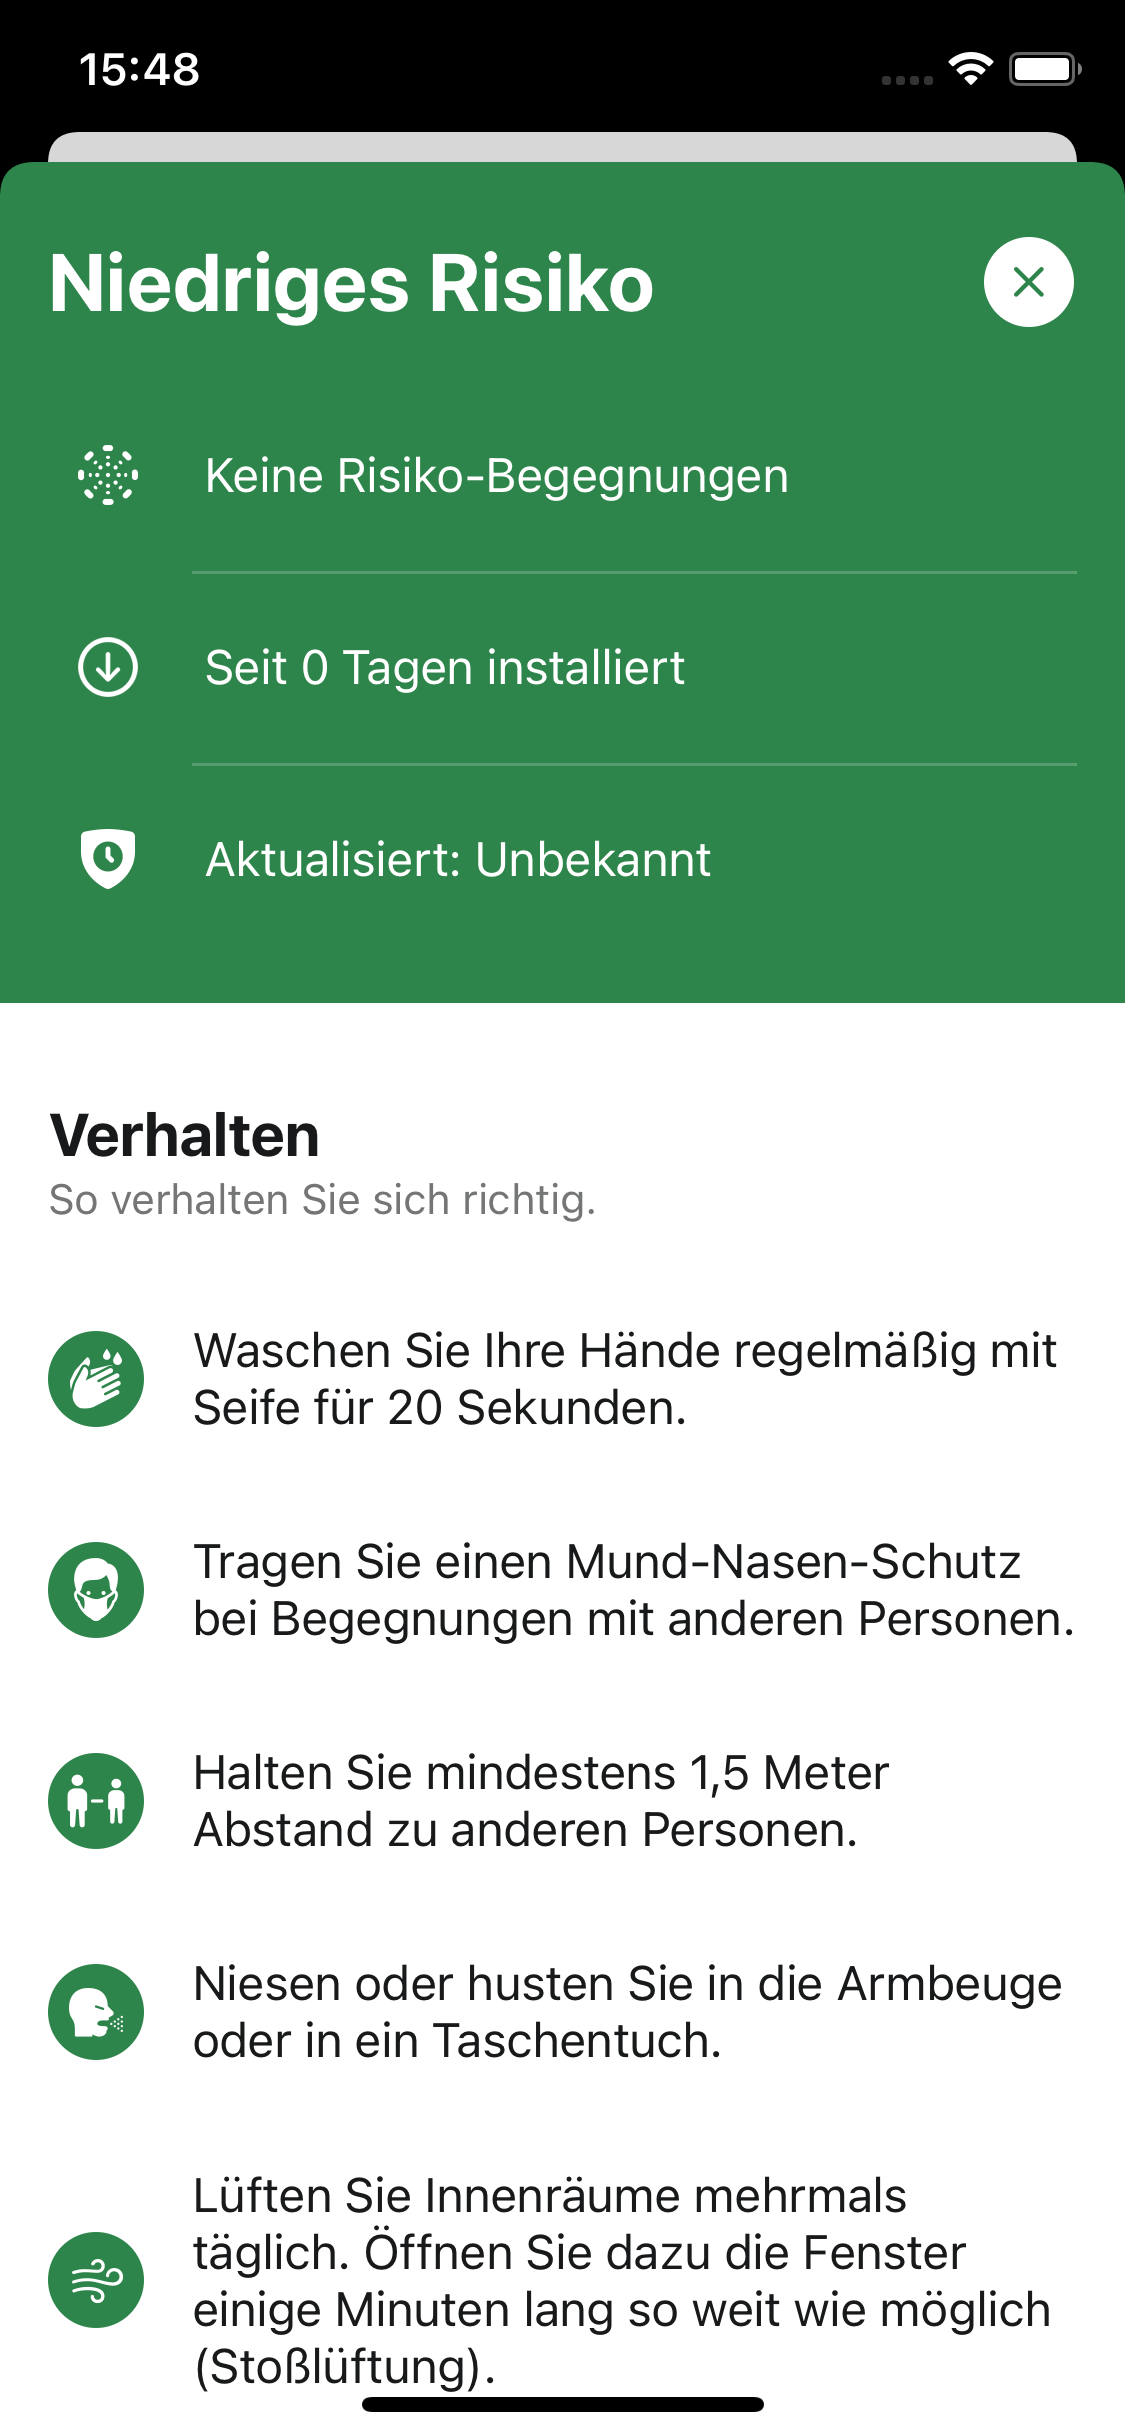 15:48
Niedriges Risiko
Keine Risiko-Begegnungen
Seit 0 Tagen installiert
Aktualisiert: Unbekannt
Verhalten
So verhalten Sie sich richtig.
Waschen Sie Ihre Hände regelmäßig mit
Seife für 20 Sekunden.
Tragen Sie einen Mund-Nasen-Schutz
bei Begegnungen mit anderen Personen.
Halten Sie mindestens 1,5 Meter
Abstand zu anderen Personen.
Niesen oder husten Sie in die Armbeuge
oder in ein Taschentuch.
Lüften Sie Innenräume mehrmals
täglich. Öffnen Sie dazu die Fenster
einige Minuten lang so weit wie möglich
(Stoßlüftung).